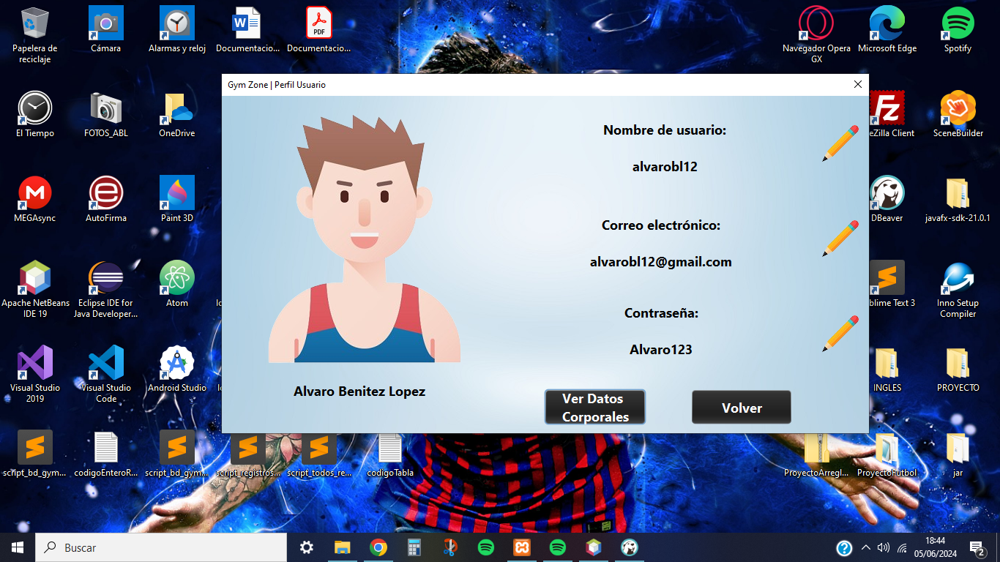 Papelera de
reciclaje
Cámara
Alarmas y reloj
W
Documentacio...
PDF
Documentacio...
Navegador Opera
GX
Microsoft Edge
Spotify
Gym Zone | Perfil Usuario
El Tiempo
FOTOS_ABL
OneDrive
Nombre de usuario:
alvarobl12
Fz
eZilla Client
SceneBuilder
MEGAsync
AutoFirma
Paint 3D
Correo electrónico:
alvarobl12@gmail.com
DBeaver
javafx-sdk-21.0.1
Apache NetBeans
IDE 19
Eclipse IDE for
Java Developer...
Atom
Contraseña:
Alvaro123
blime Text 3
Inno Setup
Compiler
Visual Studio
2019
Visual Studio
Code
Android Studio
Alvaro Benitez Lopez
Ver Datos
Corporales
Volver
INGLES
PROYECTO
script_bd_gym...
codigoEnteroR...
script_bd_gym...
script_registros...
script_todos_re...
codigoTabla
ProyectoArregl...
ProyectoFutbol
jar
Buscar
18:44
05/06/2024
2